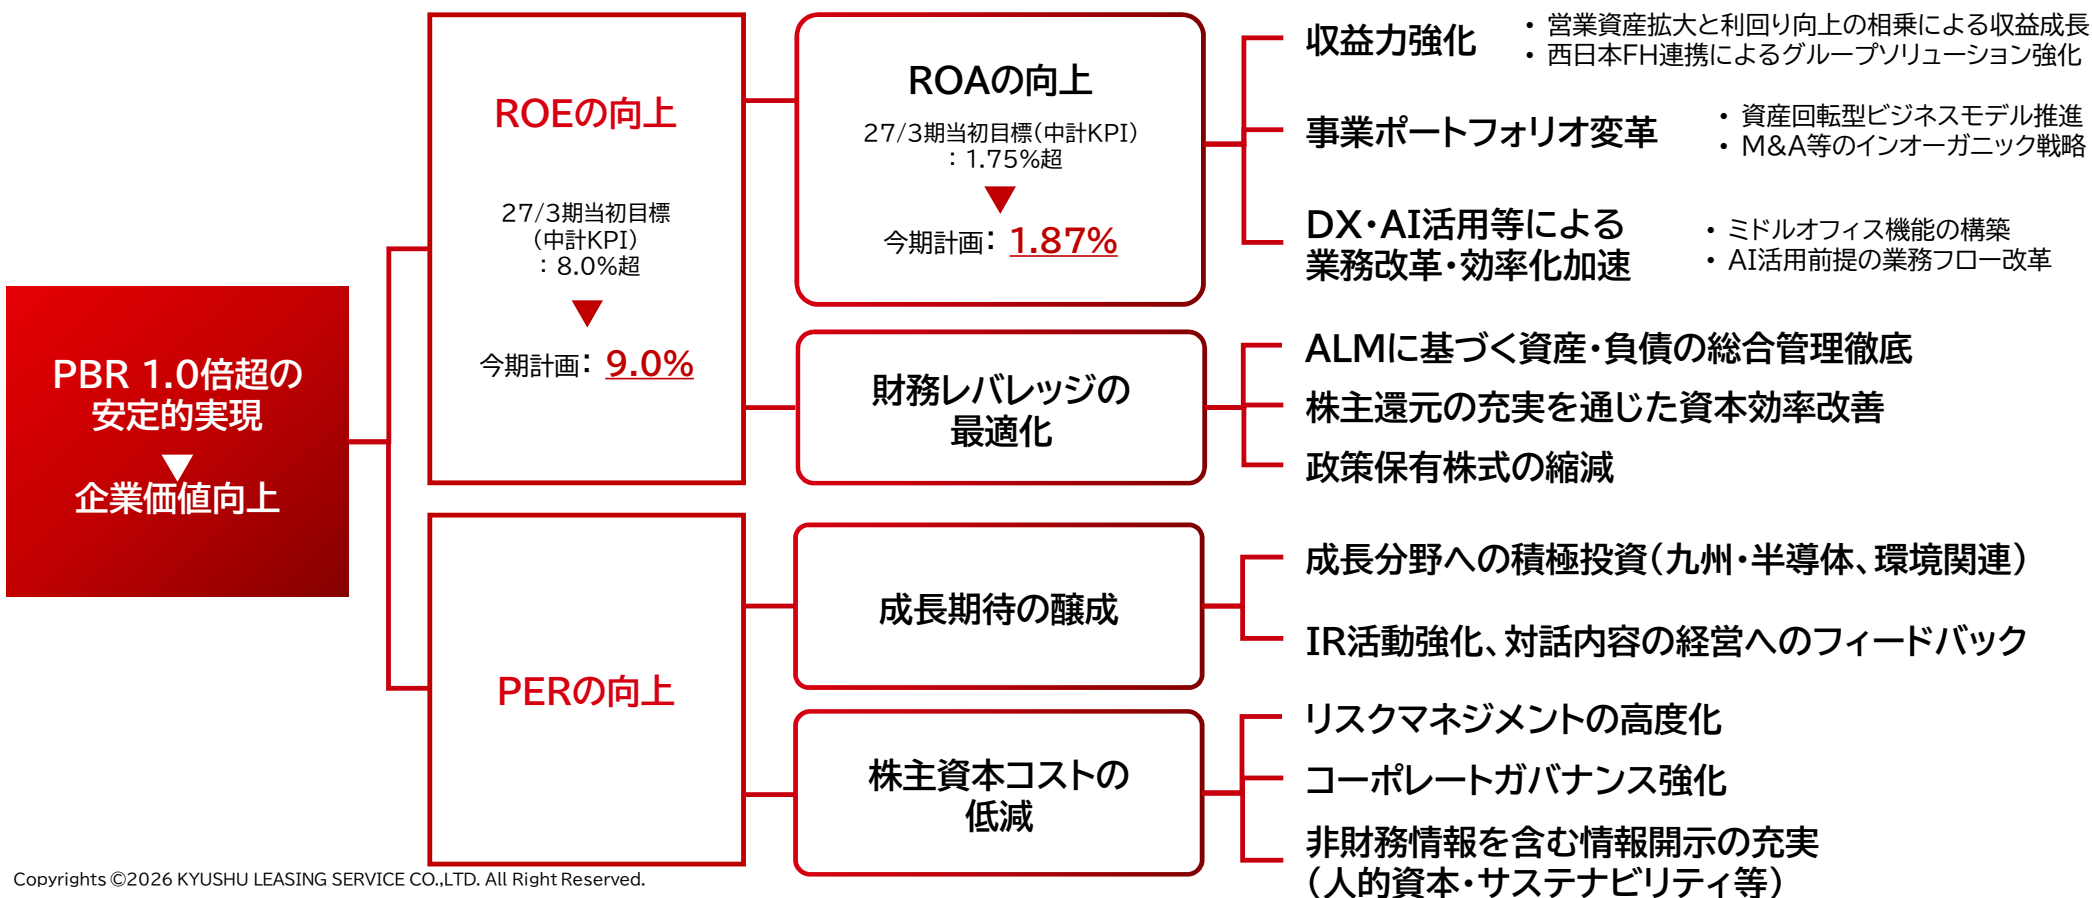 PBR 1.0倍超の
安定的実現
▼
企業価値向上
ROEの向上
27/3期当初目標
(中計KPI)
：8.0%超
▼
今期計画：9.0%
PERの向上
ROAの向上
27/3期当初目標(中計KPI)
：1.75%超
▼
今期計画：1.87%
財務レバレッジの
最適化
成長期待の醸成
株主資本コストの
低減
収益力強化
• 営業資産拡大と利回り向上の相乗による収益成長
• 西日本FH連携によるグループソリューション強化
事業ポートフォリオ変革
• 資産回転型ビジネスモデル推進
• M&A等のインオーガニック戦略
DX・AI活用等による
業務改革・効率化加速
• ミドルオフィス機能の構築
• AI活用前提の業務フロー改革
ALMに基づく資産・負債の総合管理徹底
株主還元の充実を通じた資本効率改善
政策保有株式の縮減
成長分野への積極投資(九州・半導体、環境関連)
IR活動強化、対話内容の経営へのフィードバック
リスクマネジメントの高度化
コーポレートガバナンス強化
非財務情報を含む情報開示の充実
(人的資本・サステナビリティ等)
Copyrights ©2026 KYUSHU LEASING SERVICE CO.,LTD. All Right Reserved.